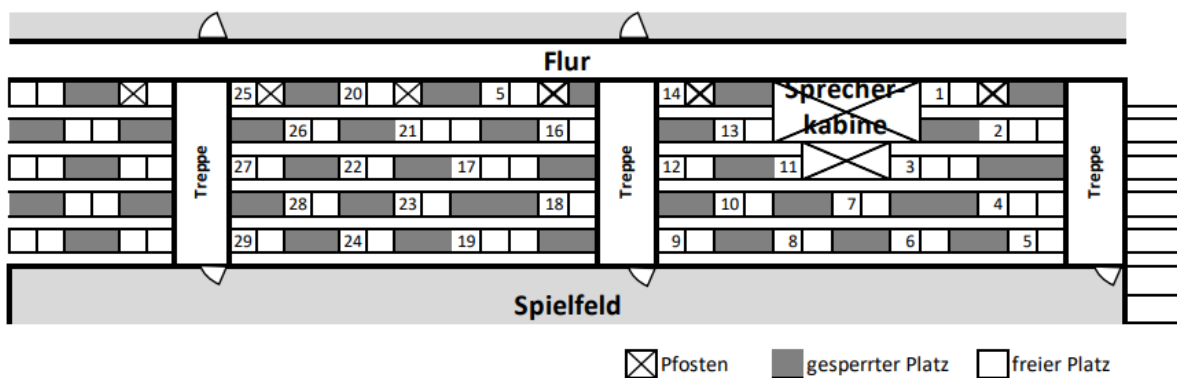 Flur
25 20 5 14 Sprecher- 1
26 21 16 13 kabine 2
27 22 17 12 11 3
28 23 18 10 7 4
29 24 19 9 8 6 5
Treppe
Treppe
Treppe
Spielfeld
Pfosten gesperrter Platz freier Platz